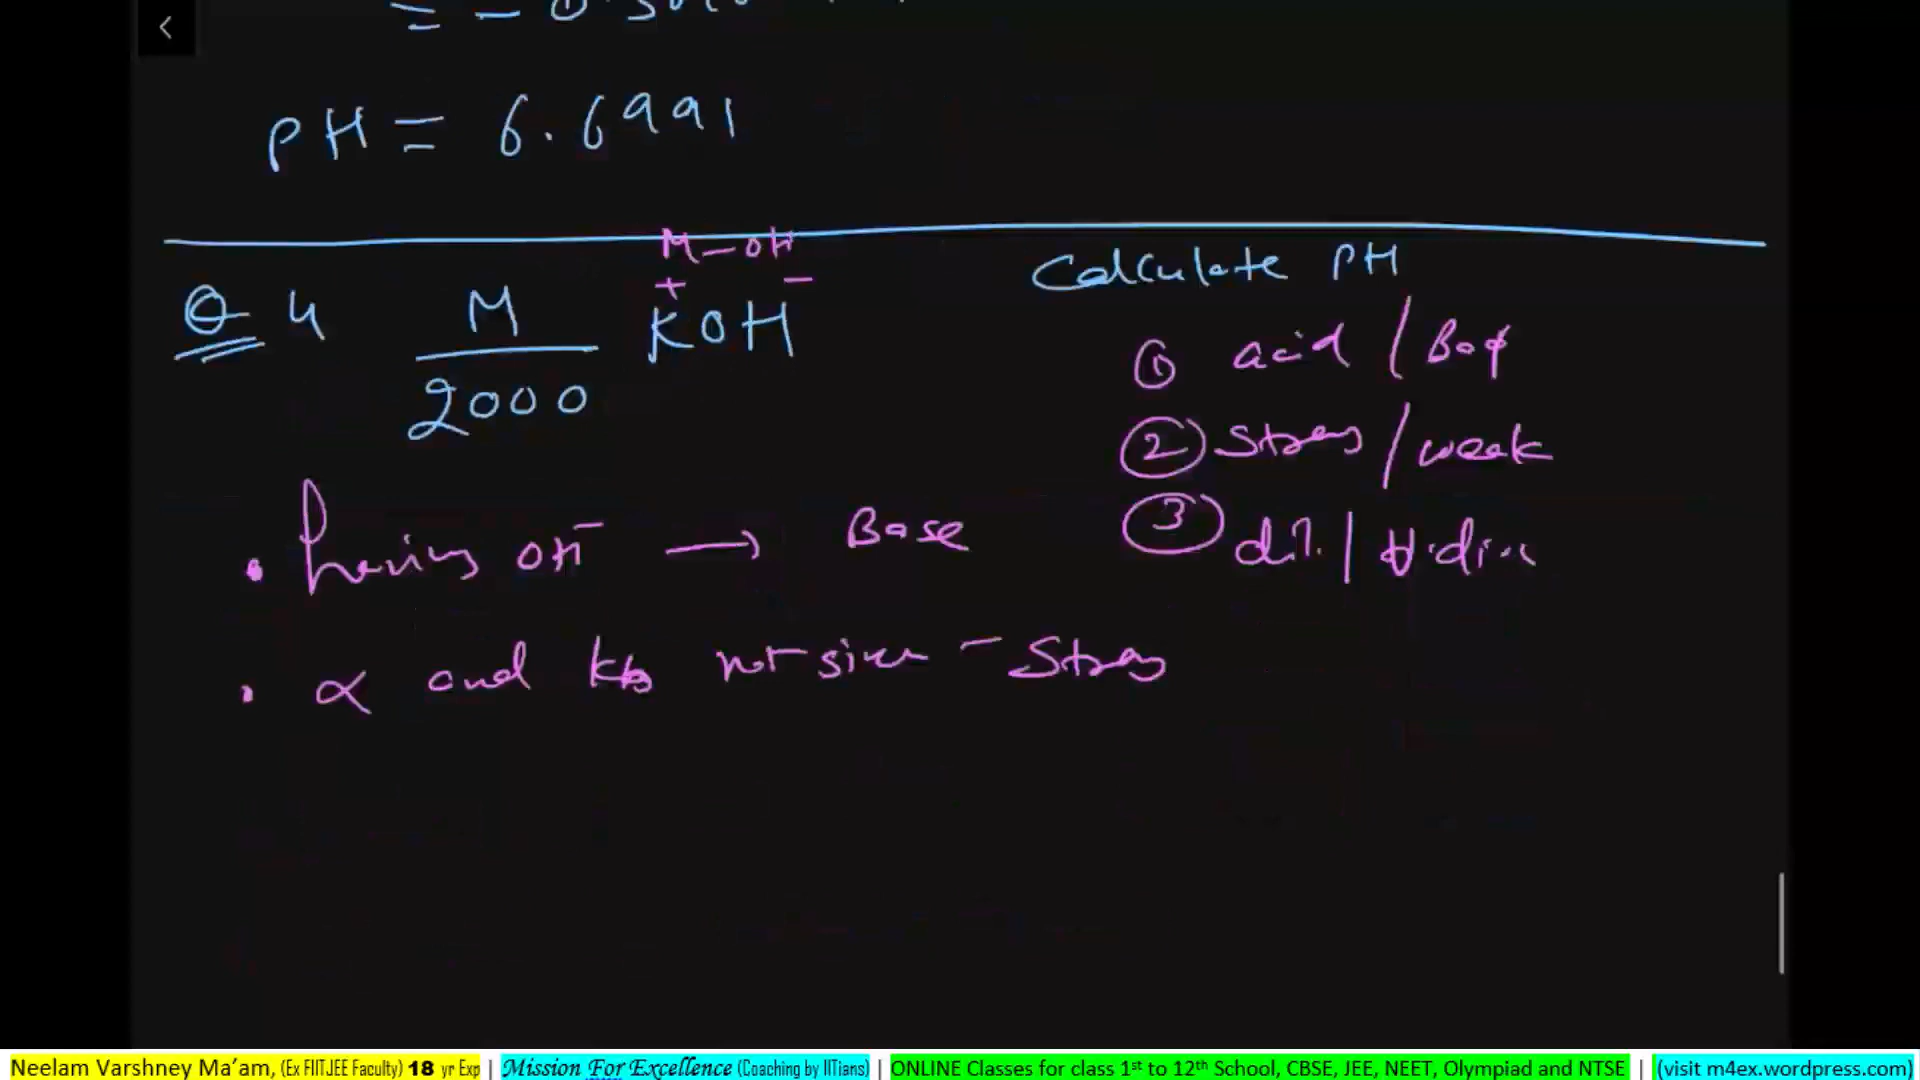 PH = 6.6991
M-OH
+ -
Q 4 M/2000 KOH
Calculate PH
① acid / Base
② Strong / weak
③ dil. /
• having OH⁻ → Base
• α and kb not given - Strong
Neelam Varshney Ma'am, (Ex FIITJEE Faculty) 18 yr Exp | Mission For Excellence (Coaching by IITians) | ONLINE Classes for class 1st to 12th School, CBSE, JEE, NEET, Olympiad and NTSE | (visit m4ex.wordpress.com)